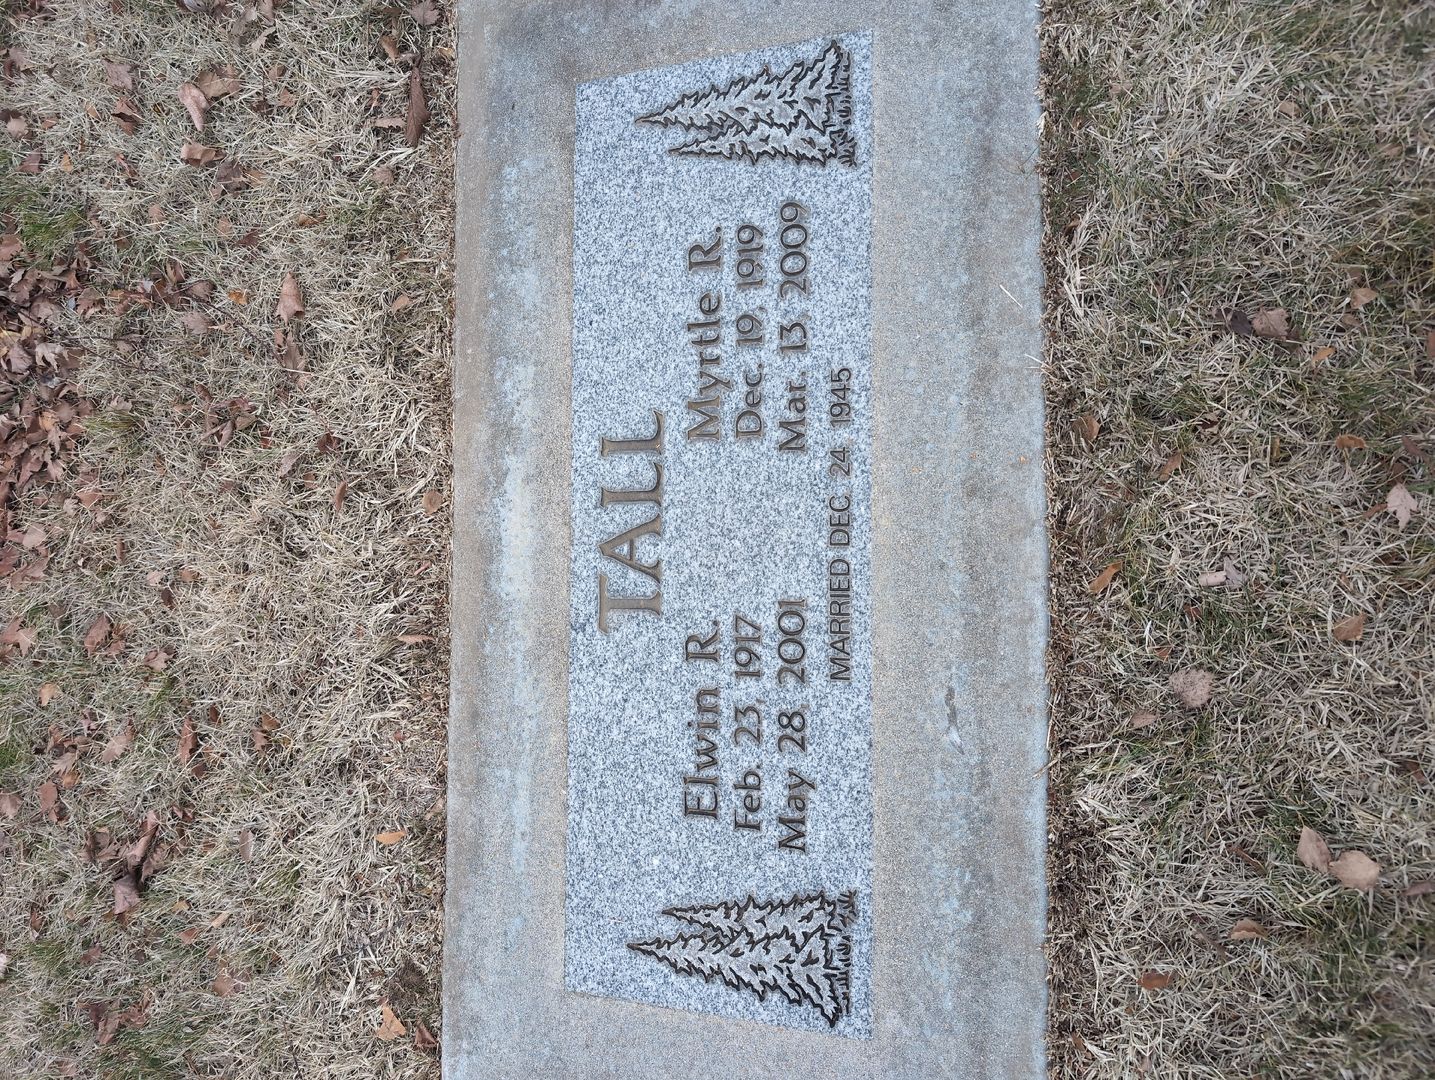 TALL
Elwin R.
Feb. 23, 1917
May 28, 2001
Myrtle R.
Dec. 19, 1919
Mar. 13, 2009
MARRIED DEC. 24, 1945